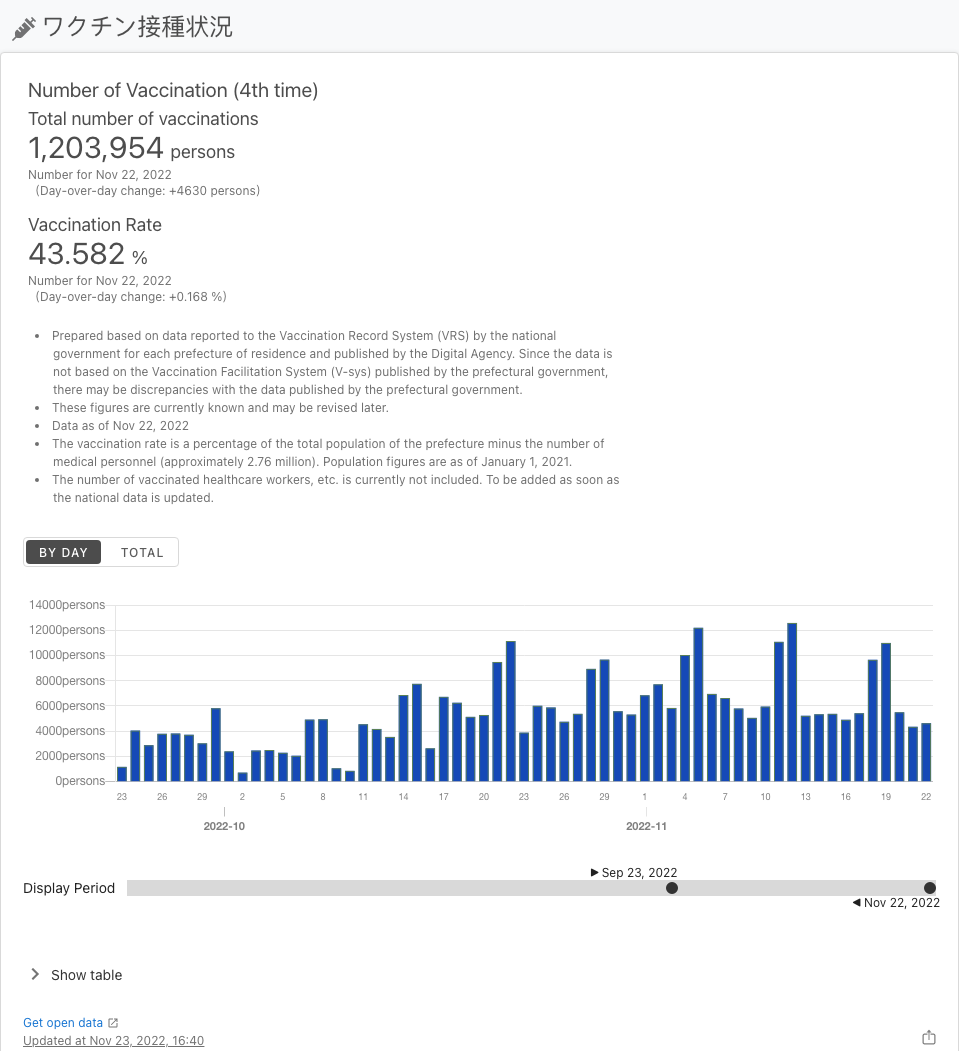 ワクチン接種状況
Number of Vaccination (4th time)
Total number of vaccinations
1,203,954 persons
Number for Nov 22, 2022
(Day-over-day change: +4630 persons)
Vaccination Rate
43.582 %
Number for Nov 22, 2022
(Day-over-day change: +0.168 %)
• Prepared based on data reported to the Vaccination Record System (VRS) by the national
government for each prefecture of residence and published by the Digital Agency. Since the data is
not based on the Vaccination Facilitation System (V-sys) published by the prefectural government,
there may be discrepancies with the data published by the prefectural government.
• These figures are currently known and may be revised later.
• Data as of Nov 22, 2022
• The vaccination rate is a percentage of the total population of the prefecture minus the number of
medical personnel (approximately 2.76 million). Population figures are as of January 1, 2021.
• The number of vaccinated healthcare workers, etc. is currently not included. To be added as soon as
the national data is updated.
BY DAY TOTAL
14000persons
12000persons
10000persons
8000persons
6000persons
4000persons
2000persons
0persons
23 26 29 2 5 8 11 14 17 20 23 26 29 1 4 7 10 13 16 19 22
2022-10 2022-11
▶ Sep 23, 2022
Display Period
◀ Nov 22, 2022
Show table
Get open data
Updated at Nov 23, 2022, 16:40